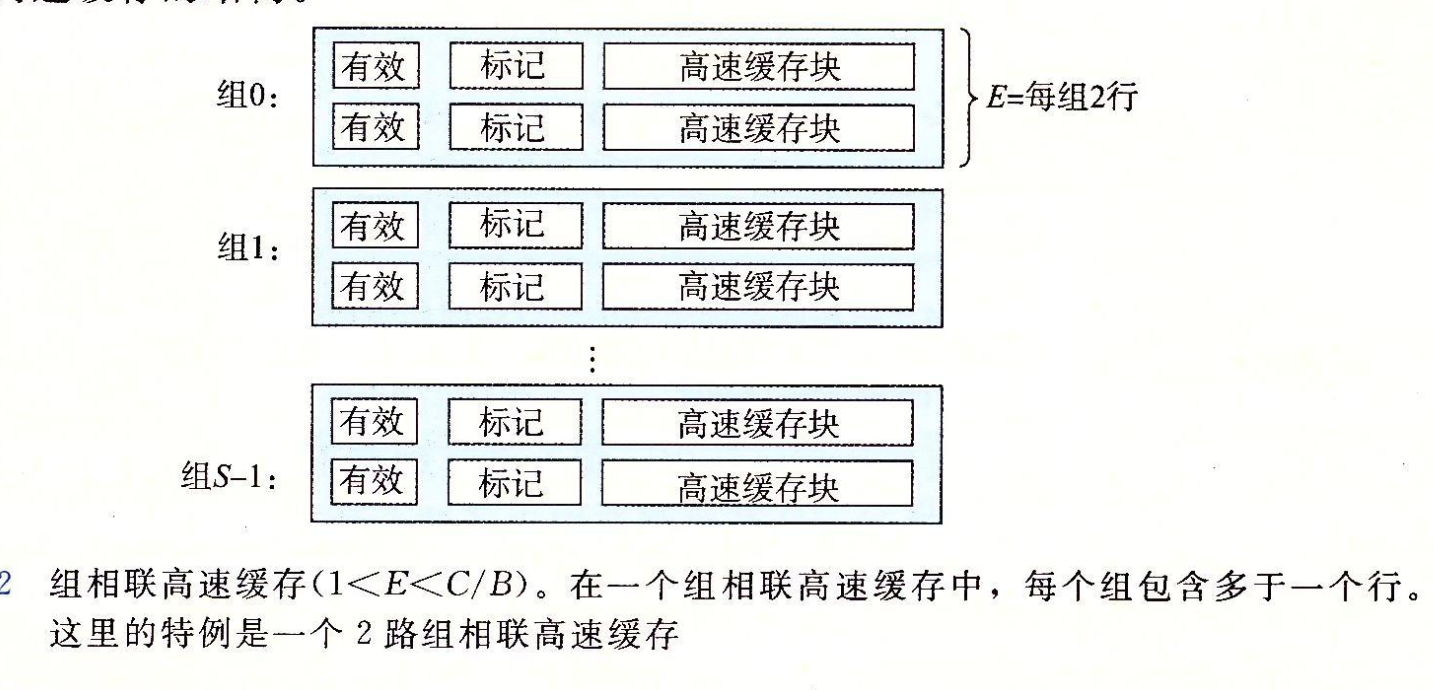 组0:
有效 标记 高速缓存块
有效 标记 高速缓存块
E=每组2行
组1:
有效 标记 高速缓存块
有效 标记 高速缓存块
⋮
组S-1:
有效 标记 高速缓存块
有效 标记 高速缓存块
2 组相联高速缓存(1<E<C/B)。在一个组相联高速缓存中，每个组包含多于一个行。
这里的特例是一个 2 路组相联高速缓存